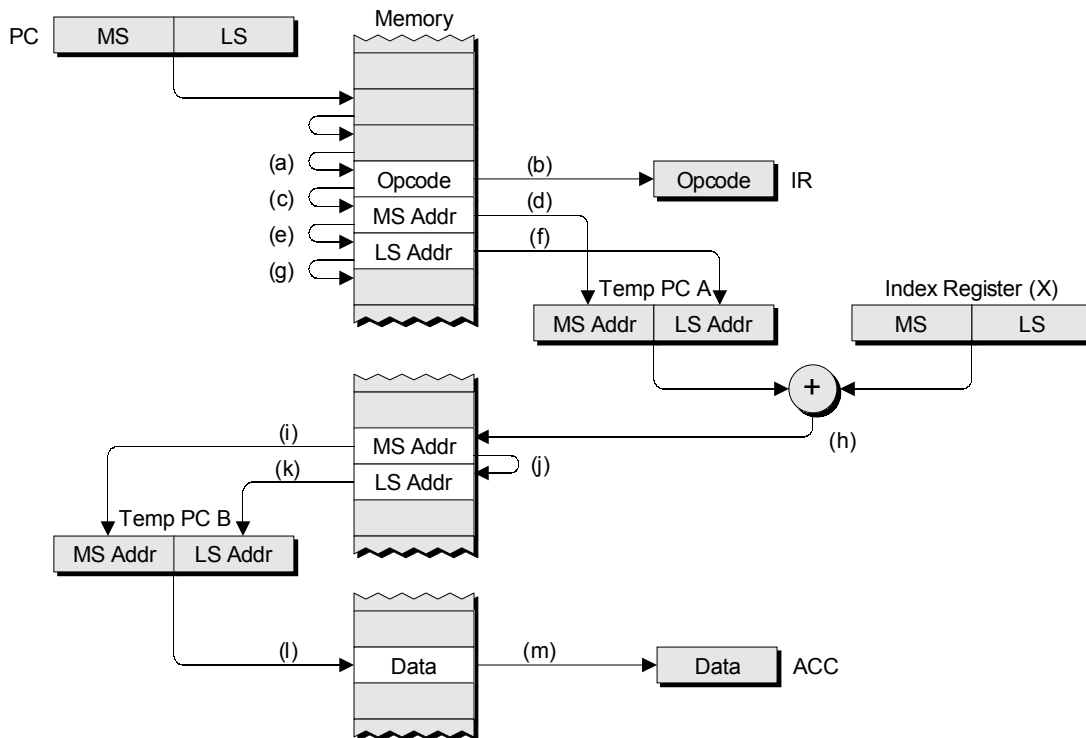 Memory
PC MS LS
(a) Opcode (b) Opcode IR
(c) MS Addr (d)
(e) LS Addr (f)
(g)
Temp PC A Index Register (X)
MS Addr LS Addr MS LS
+
(h)
(i) MS Addr (j)
(k) LS Addr
Temp PC B
MS Addr LS Addr
(l) Data (m) Data ACC